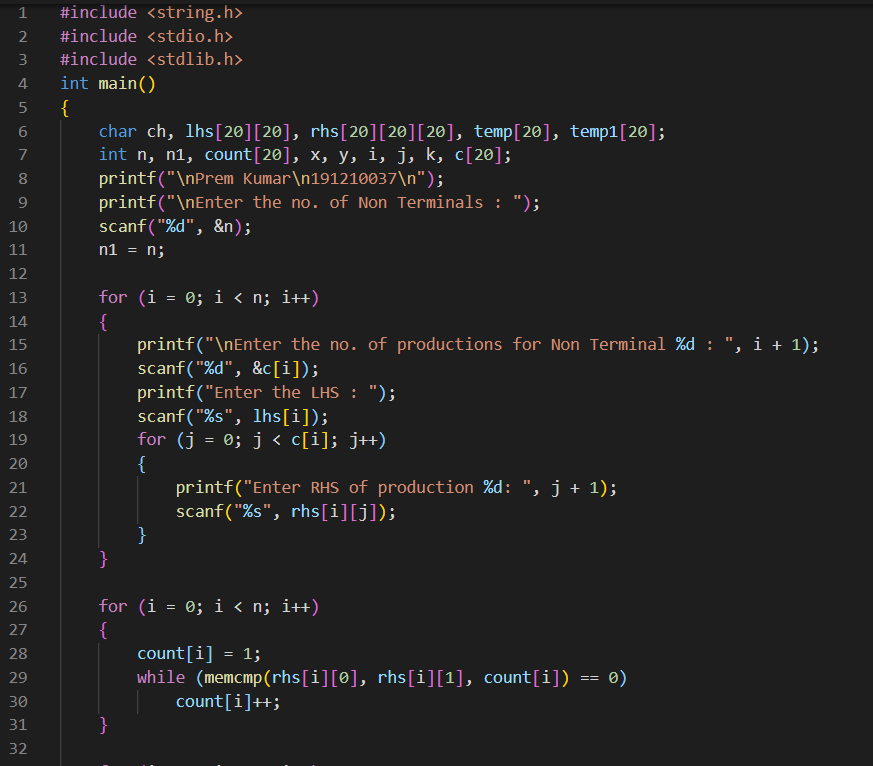 1 #include <string.h>
2 #include <stdio.h>
3 #include <stdlib.h>
4 int main()
5 {
6 char ch, lhs[20][20], rhs[20][20][20], temp[20], temp1[20];
7 int n, n1, count[20], x, y, i, j, k, c[20];
8 printf("\nPrem Kumar\n191210037\n");
9 printf("\nEnter the no. of Non Terminals : ");
10 scanf("%d", &n);
11 n1 = n;
12
13 for (i = 0; i < n; i++)
14 {
15 printf("\nEnter the no. of productions for Non Terminal %d : ", i + 1);
16 scanf("%d", &c[i]);
17 printf("Enter the LHS : ");
18 scanf("%s", lhs[i]);
19 for (j = 0; j < c[i]; j++)
20 {
21 printf("Enter RHS of production %d: ", j + 1);
22 scanf("%s", rhs[i][j]);
23 }
24 }
25
26 for (i = 0; i < n; i++)
27 {
28 count[i] = 1;
29 while (memcmp(rhs[i][0], rhs[i][1], count[i]) == 0)
30 count[i]++;
31 }
32